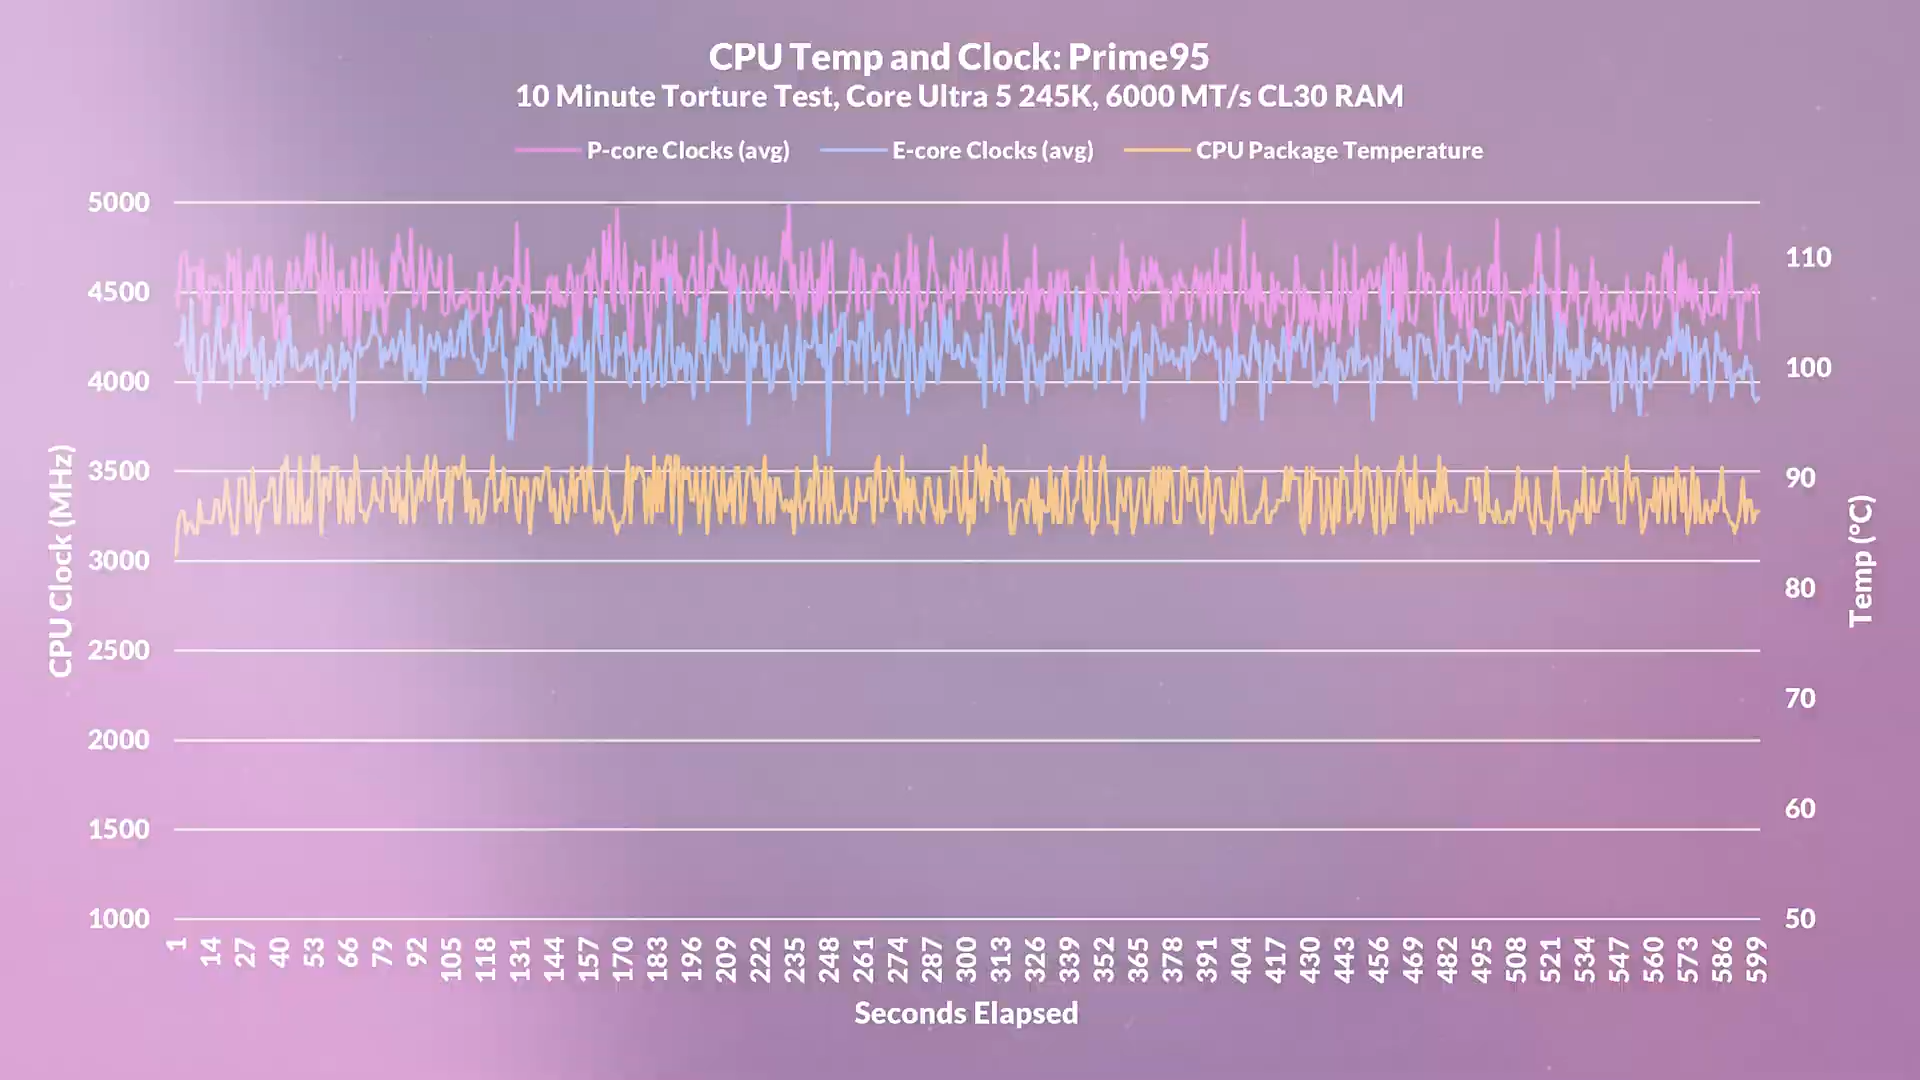 CPU Temp and Clock: Prime95
10 Minute Torture Test, Core Ultra 5 245K, 6000 MT/s CL30 RAM
P-core Clocks (avg) E-core Clocks (avg) CPU Package Temperature
CPU Clock (MHz)
5000
4500
4000
3500
3000
2500
2000
1500
1000
110
100
90
80
70
60
50
Temp (°C)
1 14 27 40 53 66 79 92 105 118 131 144 157 170 183 196 209 222 235 248 261 274 287 300 313 326 339 352 365 378 391 404 417 430 443 456 469 482 495 508 521 534 547 560 573 586 599
Seconds Elapsed